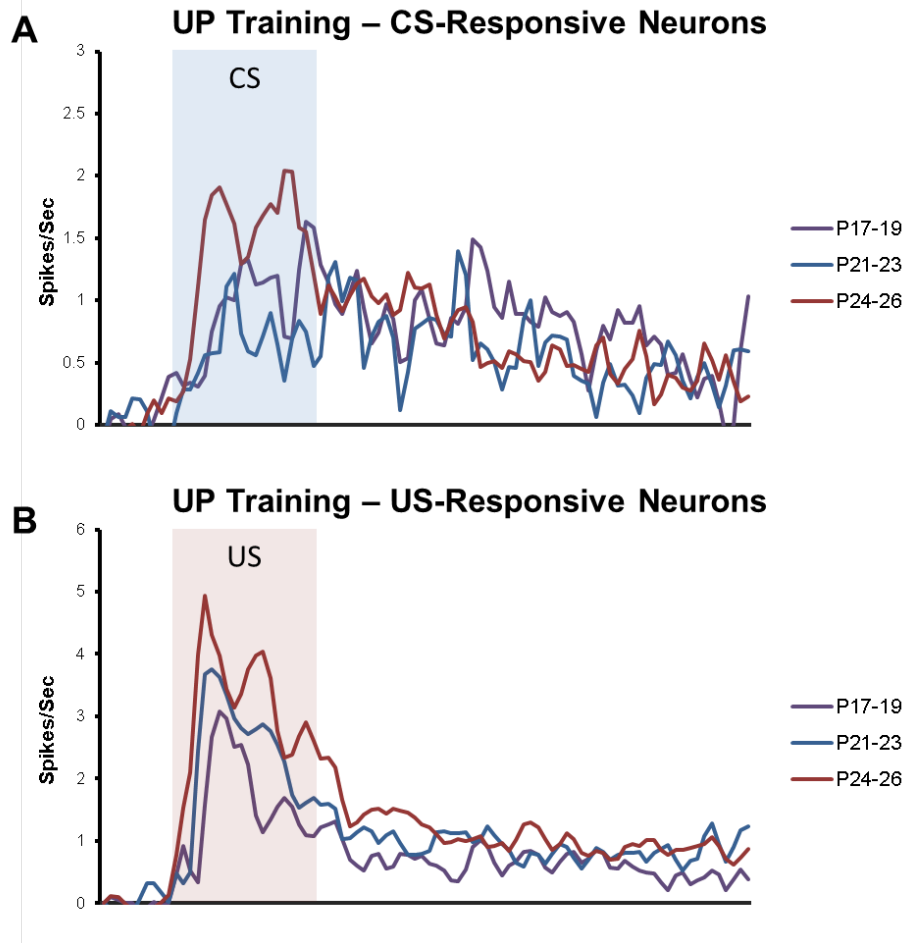 A
UP Training – CS-Responsive Neurons
3
2.5
2
1.5
1
0.5
0
Spikes/Sec
CS
P17-19
P21-23
P24-26
B
UP Training – US-Responsive Neurons
6
5
4
3
2
1
0
Spikes/Sec
US
P17-19
P21-23
P24-26